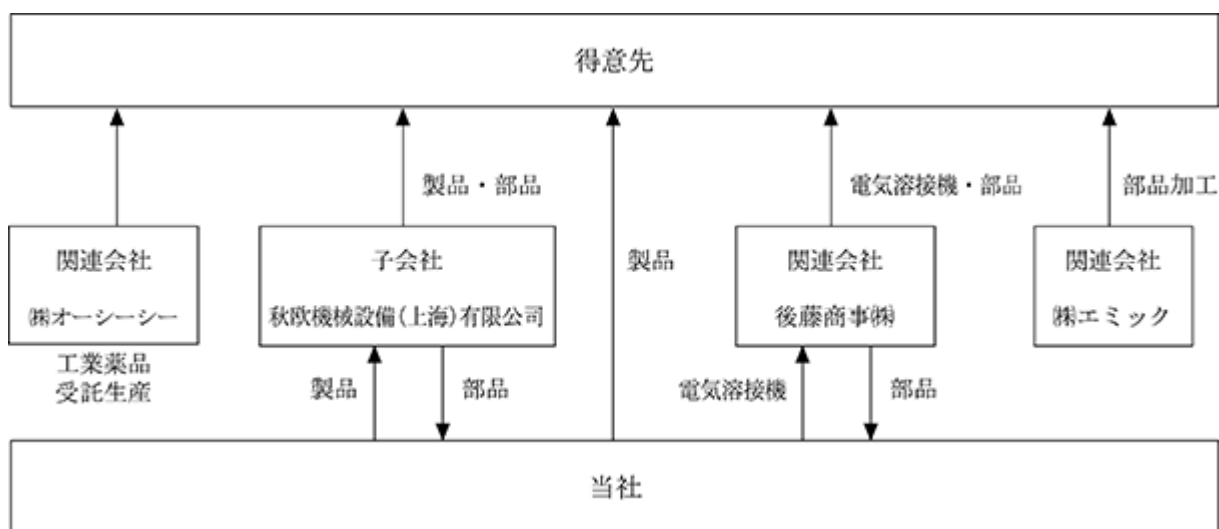 得意先
製品・部品
電気溶接機・部品
部品加工
関連会社
㈱オーシーシー
工業薬品
受託生産
子会社
秋欧機械設備(上海)有限公司
製品
関連会社
後藤商事㈱
関連会社
㈱エミック
製品
部品
電気溶接機
部品
当社